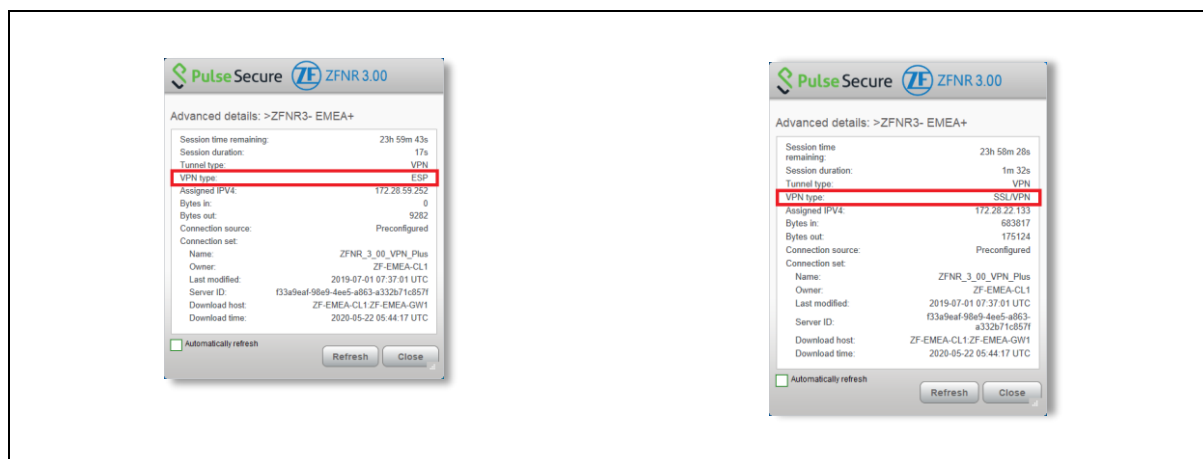 Pulse Secure ZF ZFNR 3.00
Advanced details: >ZFNR3- EMEA+
Session time remaining: 23h 59m 43s
Session duration: 17s
Tunnel type: VPN
VPN type: ESP
Assigned IPV4: 172.28.59.252
Bytes in: 0
Bytes out: 9282
Connection source: Preconfigured
Connection set:
Name: ZFNR_3_00_VPN_Plus
Owner: ZF-EMEA-CL1
Last modified: 2019-07-01 07:37:01 UTC
Server ID: f33a9eaf-98e9-4ee5-a863-a332b71c857f
Download host: ZF-EMEA-CL1:ZF-EMEA-GW1
Download time: 2020-05-22 05:44:17 UTC
Automatically refresh
Refresh Close
Pulse Secure ZF ZFNR 3.00
Advanced details: >ZFNR3- EMEA+
Session time
remaining: 23h 58m 28s
Session duration: 1m 32s
Tunnel type: VPN
VPN type: SSL/VPN
Assigned IPV4: 172.28.22.133
Bytes in: 683817
Bytes out: 175124
Connection source: Preconfigured
Connection set:
Name: ZFNR_3_00_VPN_Plus
Owner: ZF-EMEA-CL1
Last modified: 2019-07-01 07:37:01 UTC
Server ID: f33a9eaf-98e9-4ee5-a863-
a332b71c857f
Download host: ZF-EMEA-CL1:ZF-EMEA-GW1
Download time: 2020-05-22 05:44:17 UTC
Automatically refresh
Refresh Close